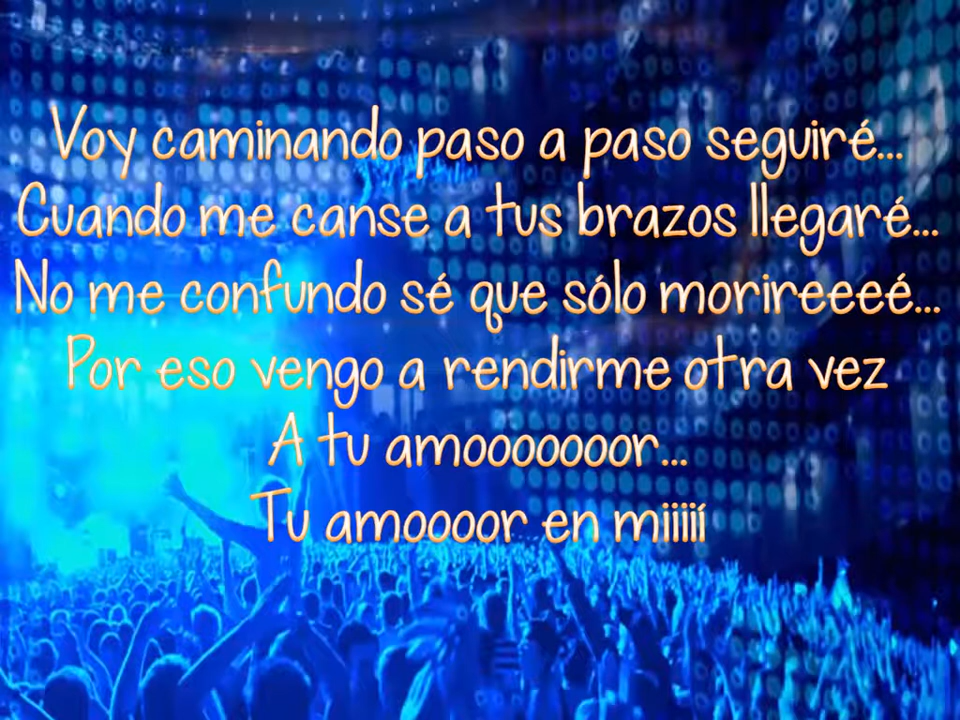 Voy caminando paso a paso seguiré...
Cuando me canse a tus brazos llegaré...
No me confundo sé que sólo morireeeé...
Por eso vengo a rendirme otra vez
A tu amooooooor...
Tu amoooor en miiiií